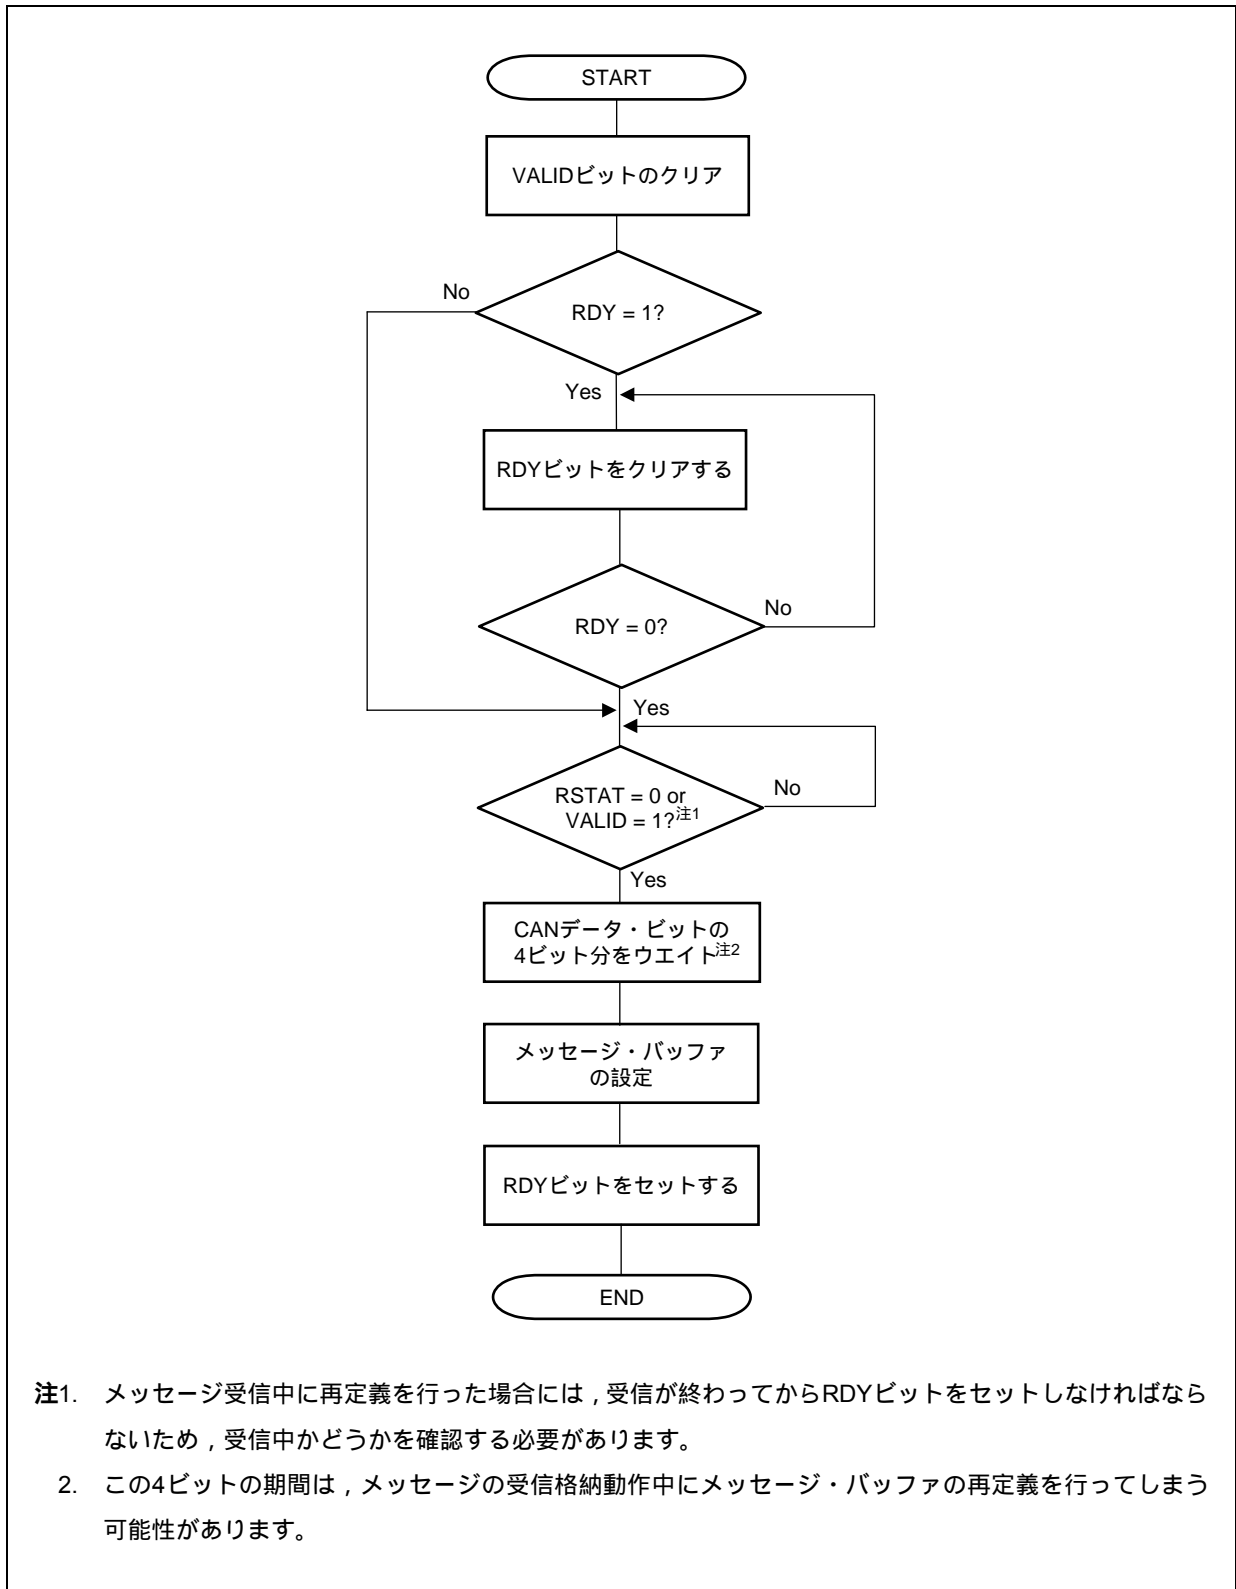 START
VALIDビットのクリア
No
RDY = 1?
Yes
RDYビットをクリアする
RDY = 0?
No
Yes
RSTAT = 0 or
VALID = 1?注1
No
Yes
CANデータ・ビットの
4ビット分をウエイト注2
メッセージ・バッファ
の設定
RDYビットをセットする
END
注1. メッセージ受信中に再定義を行った場合には，受信が終わってからRDYビットをセットしなければなら
ないため，受信中かどうかを確認する必要があります。
2. この4ビットの期間は，メッセージの受信格納動作中にメッセージ・バッファの再定義を行ってしまう
可能性があります。